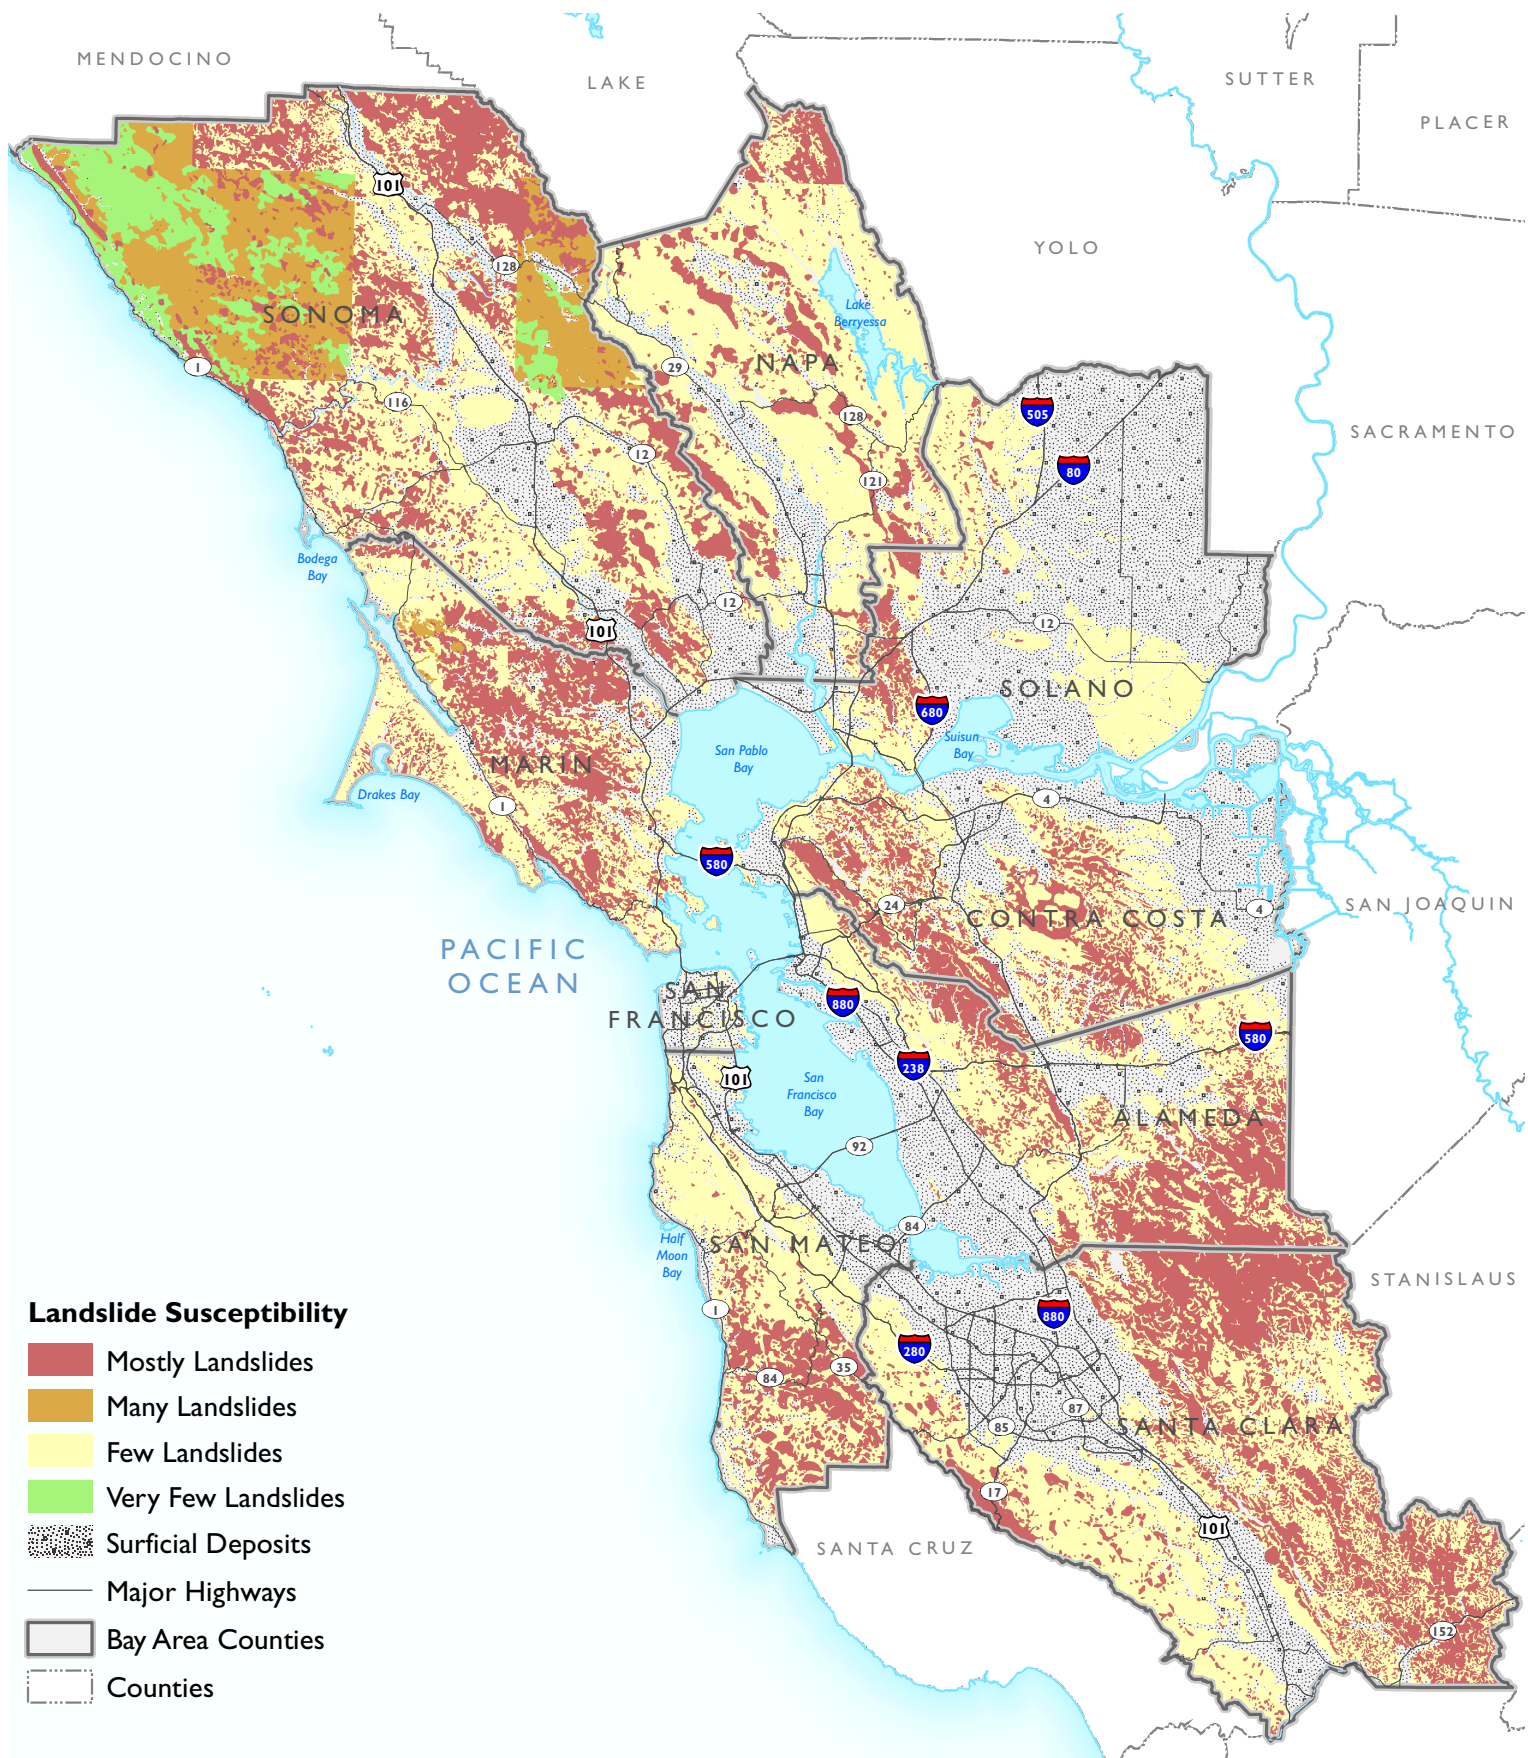 MENDOCINO
LAKE
SUTTER
PLACER
YOLO
101
128
SONOMA
Lake
Berryessa
NAPA
1
29
116
128
505
12
80
SACRAMENTO
121
Bodega
Bay
12
101
12
SOLANO
680
Suisun
Bay
San Pablo
Bay
MARIN
Drakes Bay
1
4
580
24
CONTRA COSTA
4
SAN JOAQUIN
PACIFIC
OCEAN
SAN
FRANCISCO
880
580
238
101
San
Francisco
Bay
ALAMEDA
92
84
Half
Moon
Bay
SAN MATEO
STANISLAUS
1
880
280
84
35
87
85
SANTA CLARA
17
101
SANTA CRUZ
152
Landslide Susceptibility
Mostly Landslides
Many Landslides
Few Landslides
Very Few Landslides
Surficial Deposits
Major Highways
Bay Area Counties
Counties